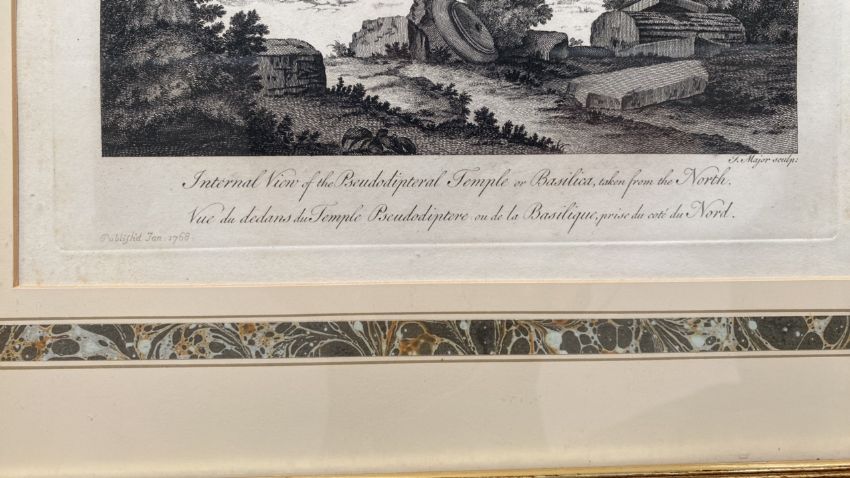 J. Major sculp:
Internal View of the Pseudodipteral Temple or Basilica, taken from the North.
Vue du dedans du Temple Pseudodiptere ou de la Basilique, prise du coté du Nord.
Publish'd Jan. 1768.